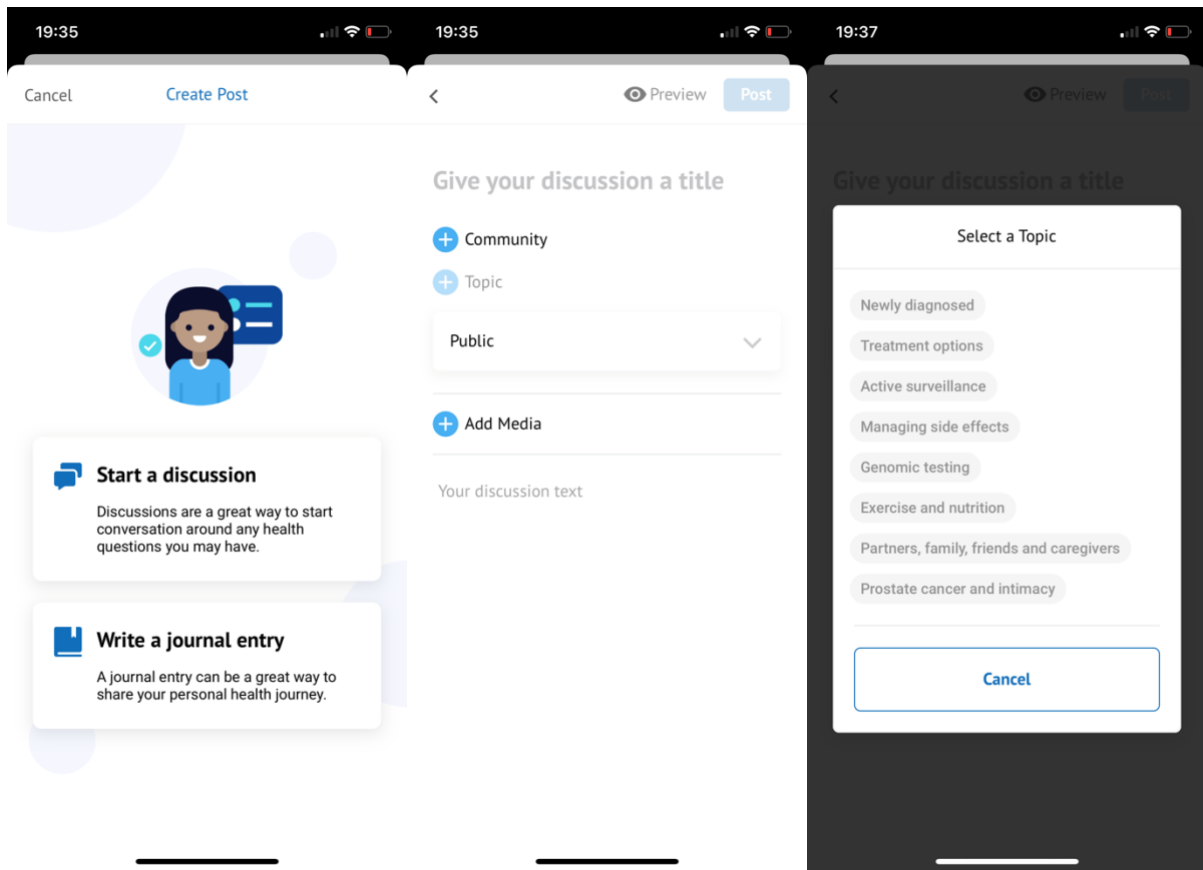 19:35
Cancel
Create Post
Start a discussion
Discussions are a great way to start
conversation around any health
questions you may have.
Write a journal entry
A journal entry can be a great way to
share your personal health journey.
19:35
Preview
Post
Give your discussion a title
Community
Topic
Public
Add Media
Your discussion text
19:37
Preview
Post
Give your discussion a title
Select a Topic
Newly diagnosed
Treatment options
Active surveillance
Managing side effects
Genomic testing
Exercise and nutrition
Partners, family, friends and caregivers
Prostate cancer and intimacy
Cancel